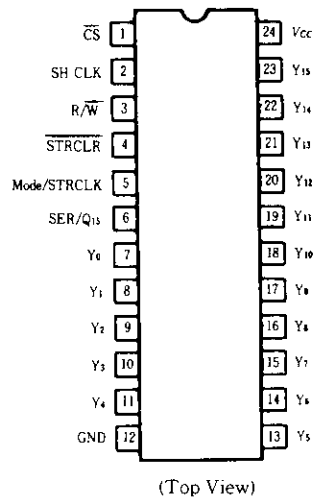 C̅S̅ 1
SH CLK 2
R/W̅ 3
S̅T̅R̅C̅L̅R̅ 4
Mode/STRCLK 5
SER/Q₁₅ 6
Y₀ 7
Y₁ 8
Y₂ 9
Y₃ 10
Y₄ 11
GND 12
24 Vcc
23 Y₁₅
22 Y₁₄
21 Y₁₃
20 Y₁₂
19 Y₁₁
18 Y₁₀
17 Y₉
16 Y₈
15 Y₇
14 Y₆
13 Y₅
(Top View)